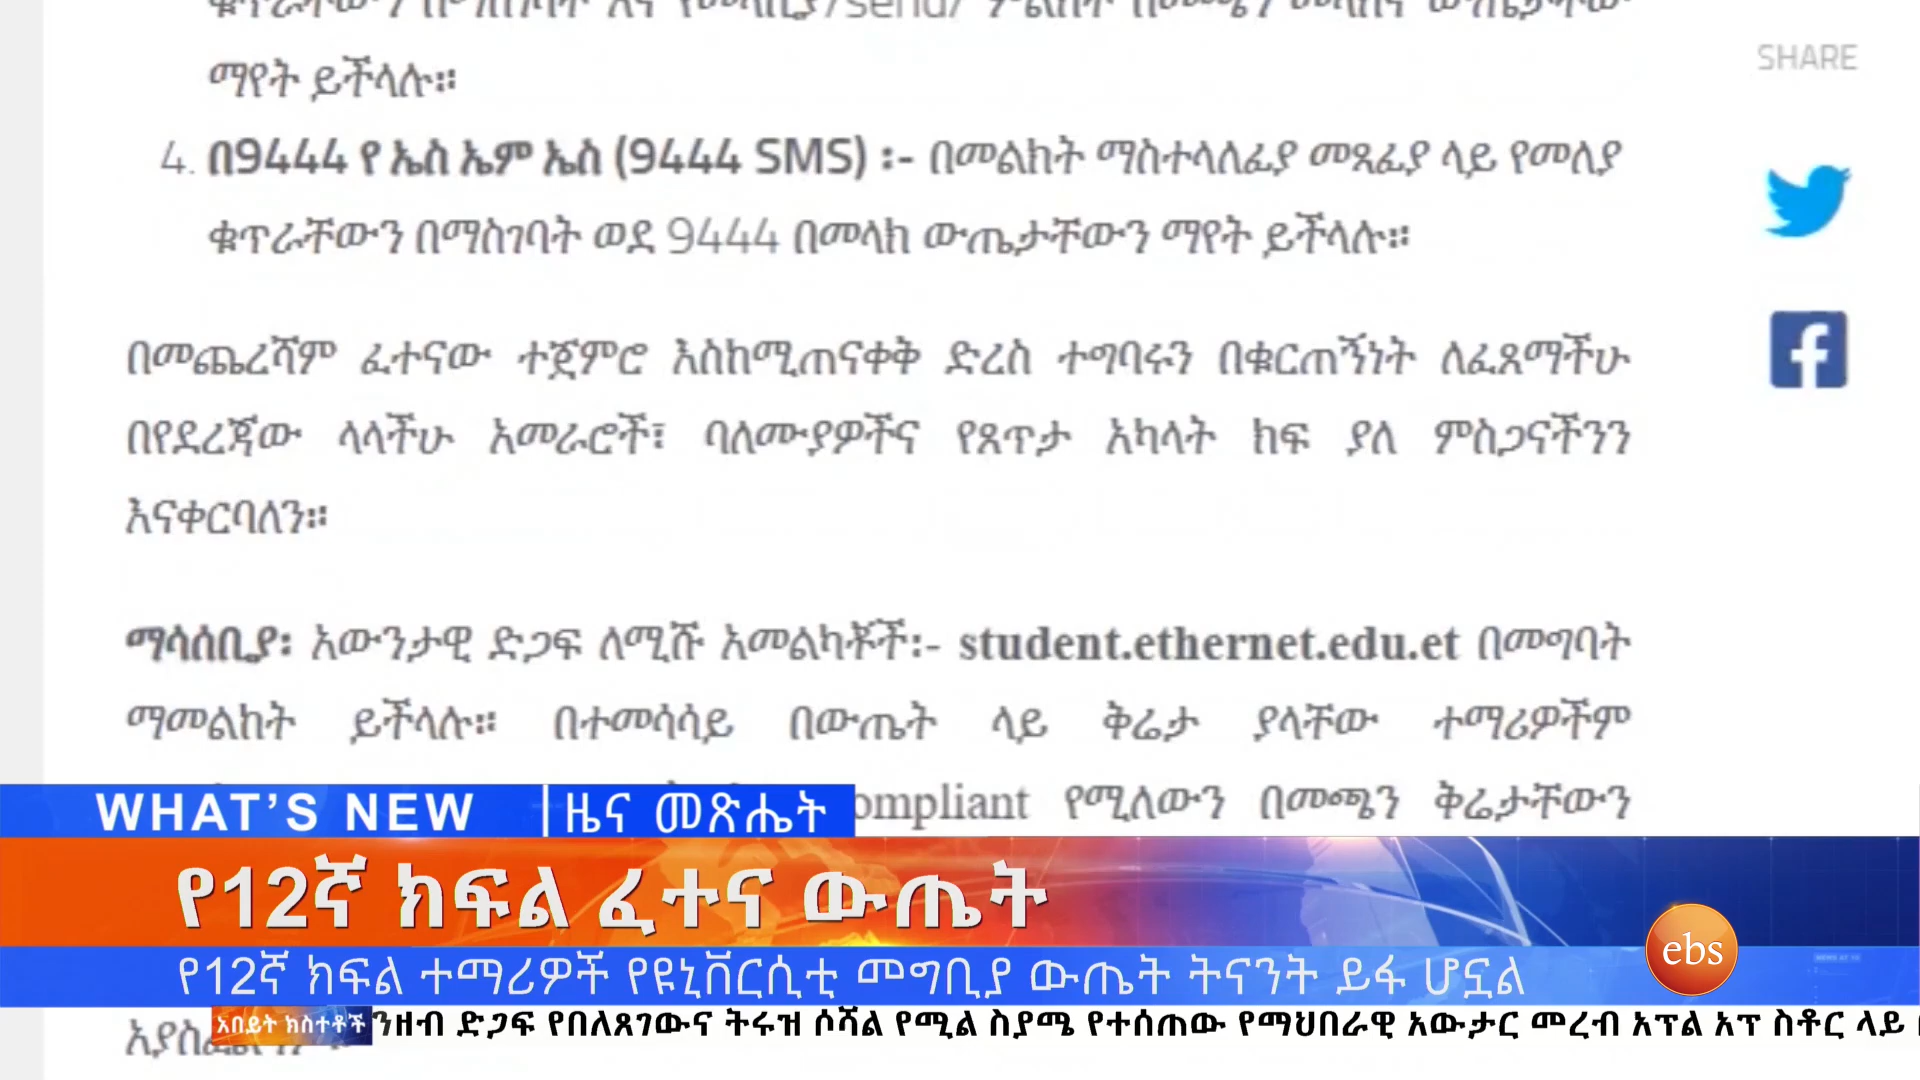 ማየት ይችላሉ።
SHARE
4. በ9444 የ ኤስ ኤም ኤስ (9444 SMS) ፡- በመልክት ማስተላለፊያ መጻፊያ ላይ የመለያ
ቁጥራቸውን በማስገባት ወደ 9444 በመላክ ውጤታቸውን ማየት ይችላሉ።
በመጨረሻም ፈተናው ተጀምሮ እስከሚጠናቀቅ ድረስ ተግባሩን በቁርጠኝነት ለፈጸማችሁ
በየደረጃው ላላችሁ አመራሮች፣ ባለሙያዎችና የጸጥታ አካላት ከፍ ያለ ምስጋናችንን
እናቀርባለን።
ማሳሰቢያ፡ አውንታዊ ድጋፍ ለሚሹ አመልካቾች፡- student.ethernet.edu.et በመግባት
ማመልከት ይችላሉ። በተመሳሳይ በውጤት ላይ ቅሬታ ያላቸው ተማሪዎችም
ompliant የሚለውን በመጫን ቅሬታቸውን
WHAT'S NEW | ዜና መጽሔት
የ12ኛ ክፍል ፈተና ውጤት
ebs
የ12ኛ ክፍል ተማሪዎች የዩኒቨርሲቲ መግቢያ ውጤት ትናንት ይፋ ሆኗል
አበይት ክስተቶች ንዘብ ድጋፍ የበለጸገውና ትሩዝ ሶሻል የሚል ስያሜ የተሰጠው የማህበራዊ አውታር መረብ አፕል አፕ ስቶር ላይ